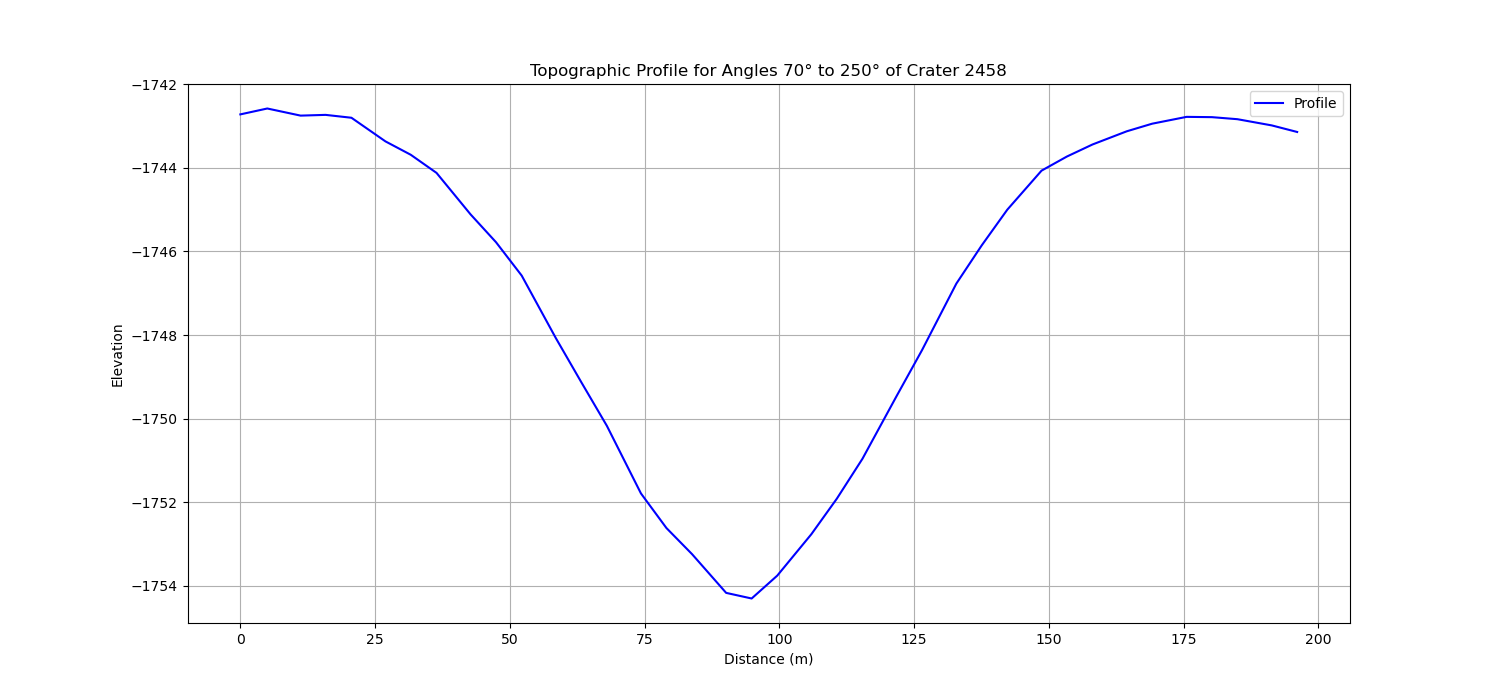 Topographic Profile for Angles 70° to 250° of Crater 2458
Profile
Elevation
−1742
−1744
−1746
−1748
−1750
−1752
−1754
0 25 50 75 100 125 150 175 200
Distance (m)